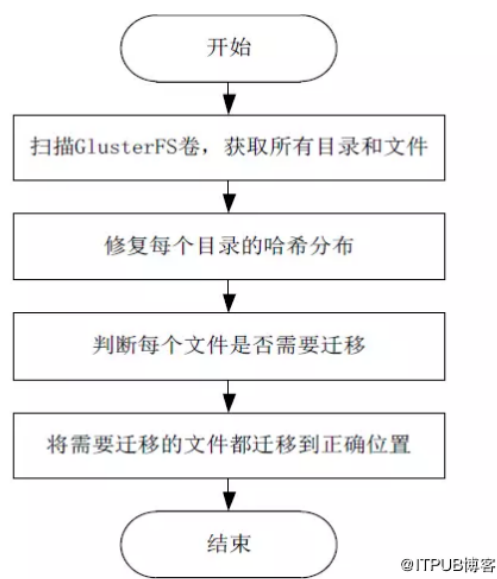 开始
扫描GlusterFS卷，获取所有目录和文件
修复每个目录的哈希分布
判断每个文件是否需要迁移
将需要迁移的文件都迁移到正确位置
结束
@ITPUB博客